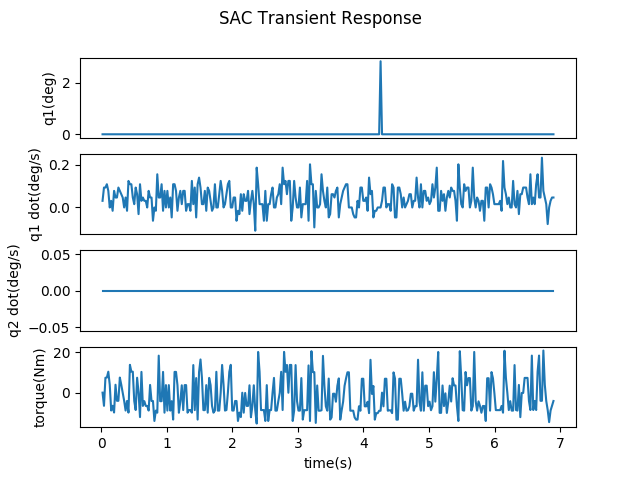 SAC Transient Response
q1(deg)
2
0
q1 dot(deg/s)
0.2
0.0
q2 dot(deg/s)
0.05
0.00
−0.05
torque(Nm)
20
0
0 1 2 3 4 5 6 7
time(s)